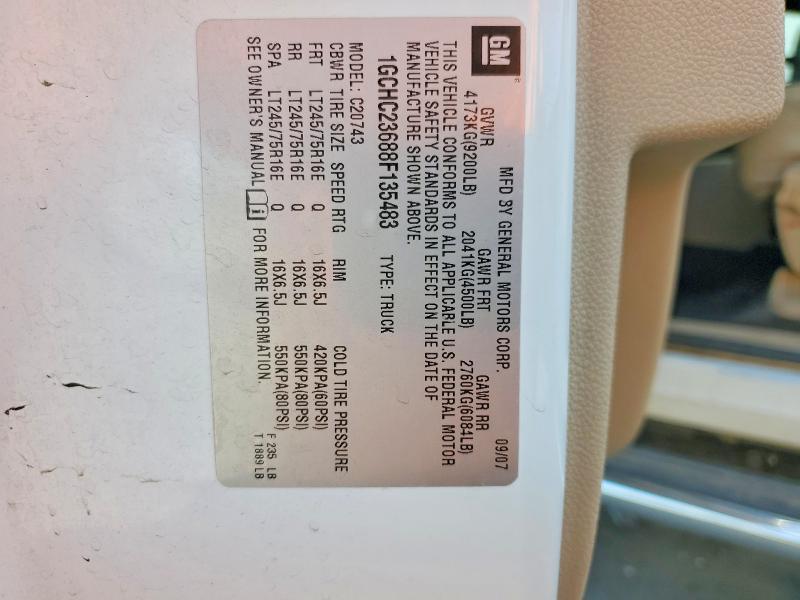 GM
MFD BY GENERAL MOTORS CORP. 09/07
GVWR GAWR FRT GAWR RR
4173KG(9200LB) 2041KG(4500LB) 2760KG(6084LB)
THIS VEHICLE CONFORMS TO ALL APPLICABLE U.S. FEDERAL MOTOR
VEHICLE SAFETY STANDARDS IN EFFECT ON THE DATE OF
MANUFACTURE SHOWN ABOVE.
1GCHC23688F135483 TYPE: TRUCK
MODEL: C20743
CBWR TIRE SIZE SPEED RTG RIM COLD TIRE PRESSURE
FRT LT245/75R16E Q 16X6.5J 420KPA(60PSI)
RR LT245/75R16E Q 16X6.5J 550KPA(80PSI)
SPA LT245/75R16E Q 16X6.5J 550KPA(80PSI)
SEE OWNER'S MANUAL i FOR MORE INFORMATION.
F 235 LB
T 1889 LB